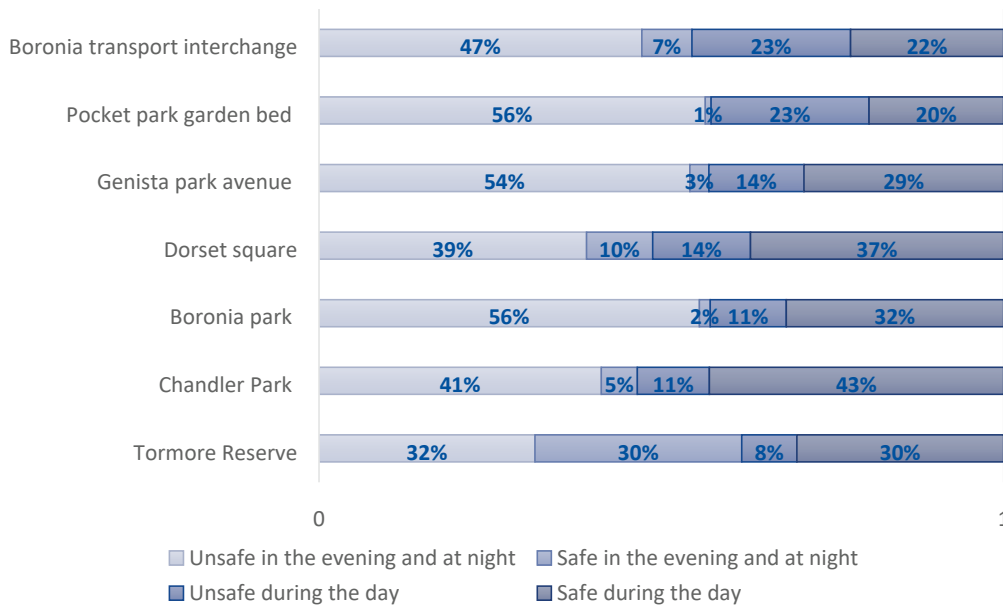 Boronia transport interchange 47% 7% 23% 22%
Pocket park garden bed 56% 1% 23% 20%
Genista park avenue 54% 3% 14% 29%
Dorset square 39% 10% 14% 37%
Boronia park 56% 2% 11% 32%
Chandler Park 41% 5% 11% 43%
Tormore Reserve 32% 30% 8% 30%
0 1
Unsafe in the evening and at night Safe in the evening and at night
Unsafe during the day Safe during the day